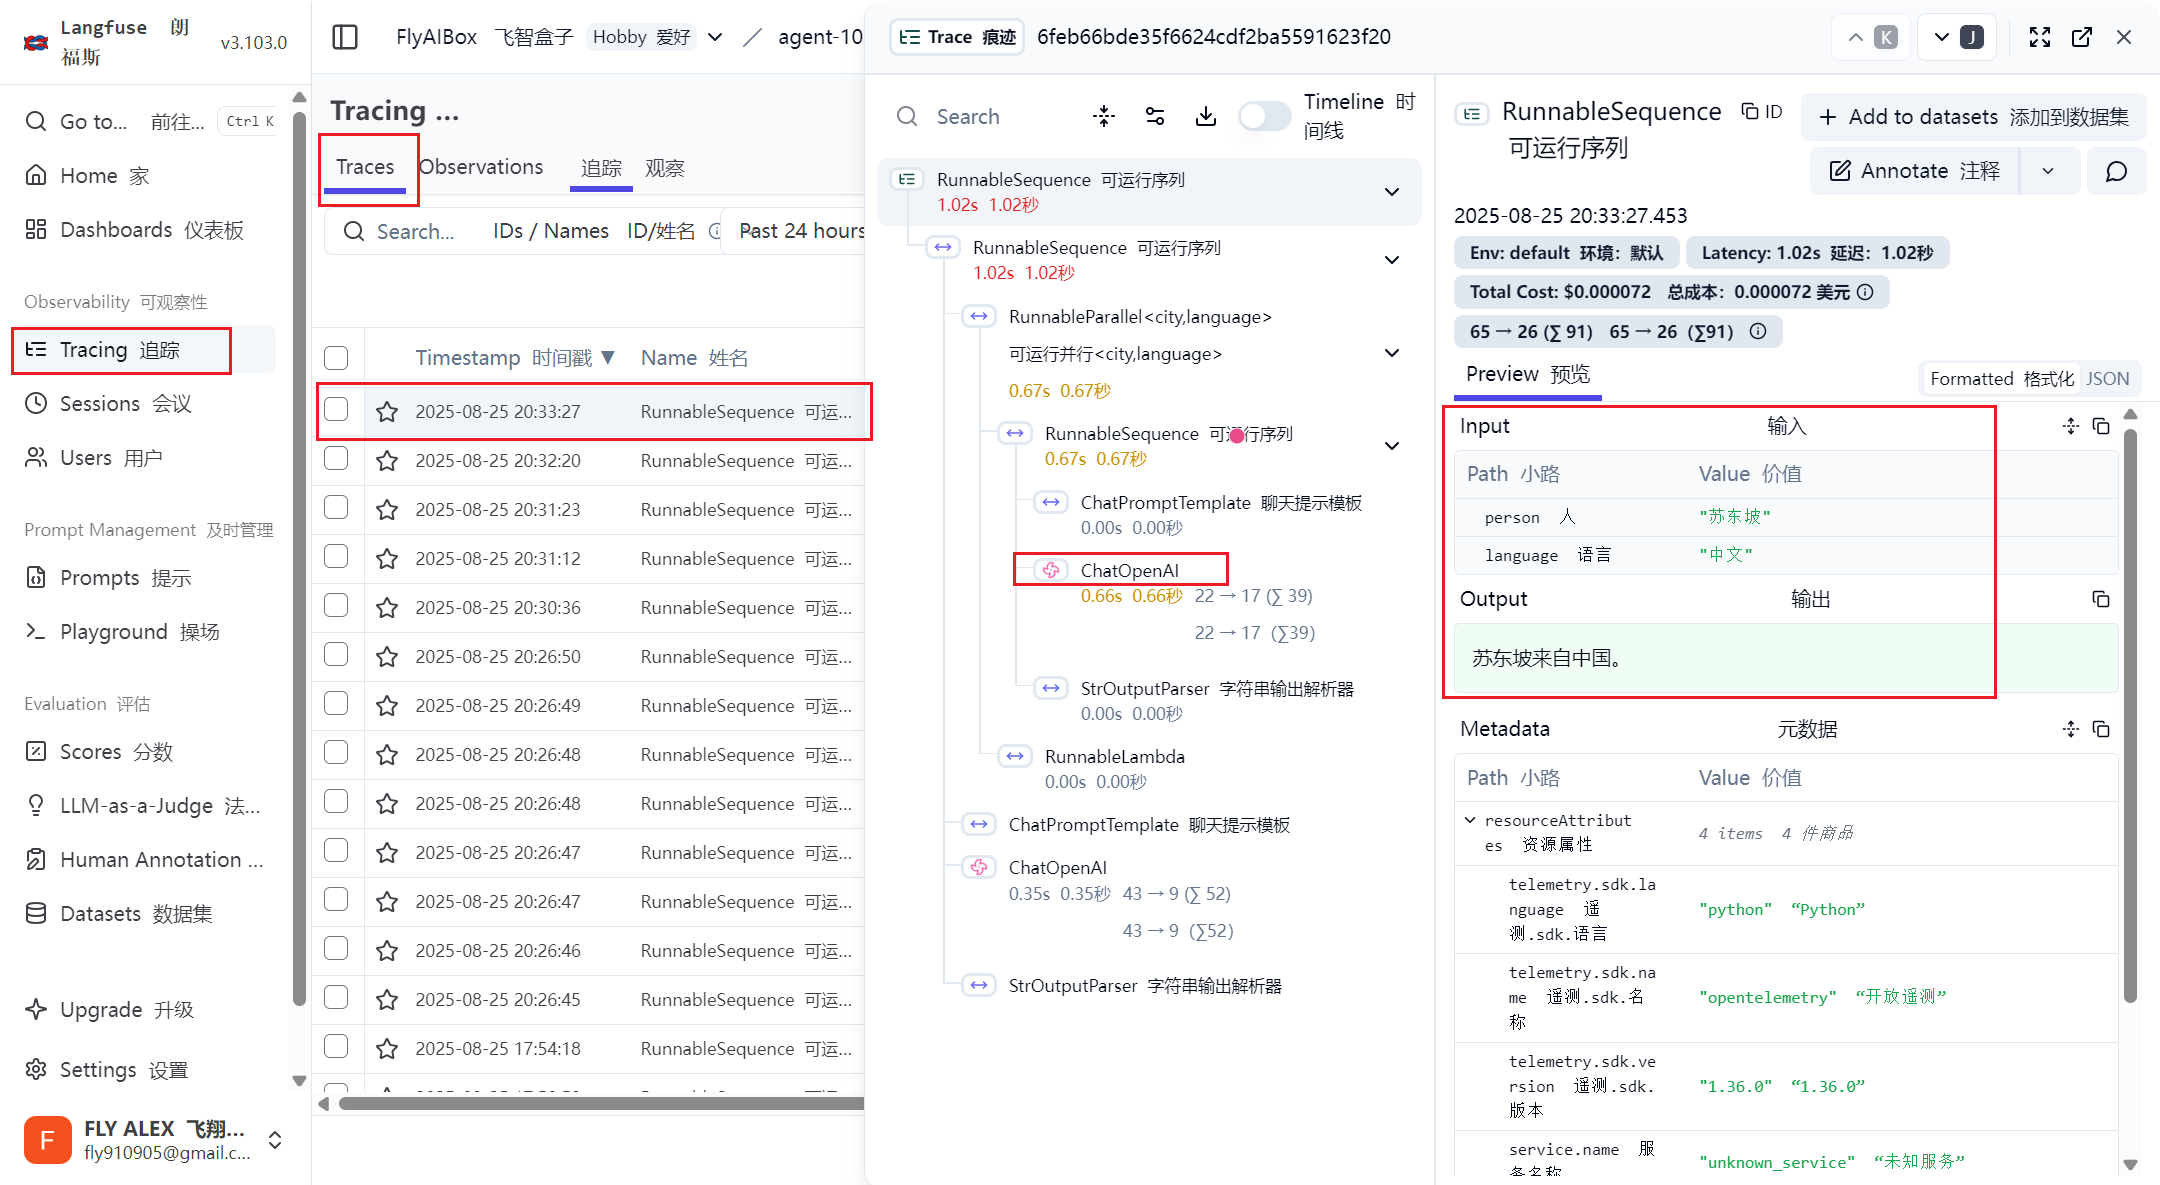 Langfuse 朗
福斯
v3.103.0
Go to... 前往... Ctrl K
Home 家
Dashboards 仪表板
Observability 可观察性
Tracing 追踪
Sessions 会议
Users 用户
Prompt Management 及时管理
Prompts 提示
Playground 操场
Evaluation 评估
Scores 分数
LLM-as-a-Judge 法...
Human Annotation ...
Datasets 数据集
Upgrade 升级
Settings 设置
F
FLY ALEX 飞翔...
fly910905@gmail.c...
FlyAIBox 飞智盒子 Hobby 爱好 agent-10
Tracing ...
Traces Observations 追踪 观察
Search... IDs / Names ID/姓名 Past 24 hours
Timestamp 时间戳 ▼ Name 姓名
2025-08-25 20:33:27 RunnableSequence 可运...
2025-08-25 20:32:20 RunnableSequence 可运...
2025-08-25 20:31:23 RunnableSequence 可运...
2025-08-25 20:31:12 RunnableSequence 可运...
2025-08-25 20:30:36 RunnableSequence 可运...
2025-08-25 20:26:50 RunnableSequence 可运...
2025-08-25 20:26:49 RunnableSequence 可运...
2025-08-25 20:26:48 RunnableSequence 可运...
2025-08-25 20:26:48 RunnableSequence 可运...
2025-08-25 20:26:47 RunnableSequence 可运...
2025-08-25 20:26:47 RunnableSequence 可运...
2025-08-25 20:26:46 RunnableSequence 可运...
2025-08-25 20:26:45 RunnableSequence 可运...
2025-08-25 17:54:18 RunnableSequence 可运...
Trace 痕迹 6feb66bde35f6624cdf2ba5591623f20
K
J
Search
Timeline 时
间线
RunnableSequence 可运行序列
1.02s 1.02秒
RunnableSequence 可运行序列
1.02s 1.02秒
RunnableParallel<city,language>
可运行并行<city,language>
0.67s 0.67秒
RunnableSequence 可运行序列
0.67s 0.67秒
ChatPromptTemplate 聊天提示模板
0.00s 0.00秒
ChatOpenAI
0.66s 0.66秒 22 → 17 (∑ 39)
22 → 17 (∑39)
StrOutputParser 字符串输出解析器
0.00s 0.00秒
RunnableLambda
0.00s 0.00秒
ChatPromptTemplate 聊天提示模板
ChatOpenAI
0.35s 0.35秒 43 → 9 (∑ 52)
43 → 9 (∑52)
StrOutputParser 字符串输出解析器
RunnableSequence ID
可运行序列
Add to datasets 添加到数据集
Annotate 注释
2025-08-25 20:33:27.453
Env: default 环境：默认 Latency: 1.02s 延迟：1.02秒
Total Cost: $0.000072 总成本：0.000072 美元
65 → 26 (∑ 91) 65 → 26 (∑91)
Preview 预览 Formatted 格式化 JSON
Input 输入
Path 小路 Value 价值
person 人 "苏东坡"
language 语言 "中文"
Output 输出
苏东坡来自中国。
Metadata 元数据
Path 小路 Value 价值
resourceAttribut
es 资源属性
4 items 4 件商品
telemetry.sdk.la
nguage 遥
测.sdk.语言
"python" “Python”
telemetry.sdk.na
me 遥测.sdk.名
称
"opentelemetry" “开放遥测”
telemetry.sdk.ve
rsion 遥测.sdk.
版本
"1.36.0" “1.36.0”
service.name 服
务名称
"unknown_service" “未知服务”